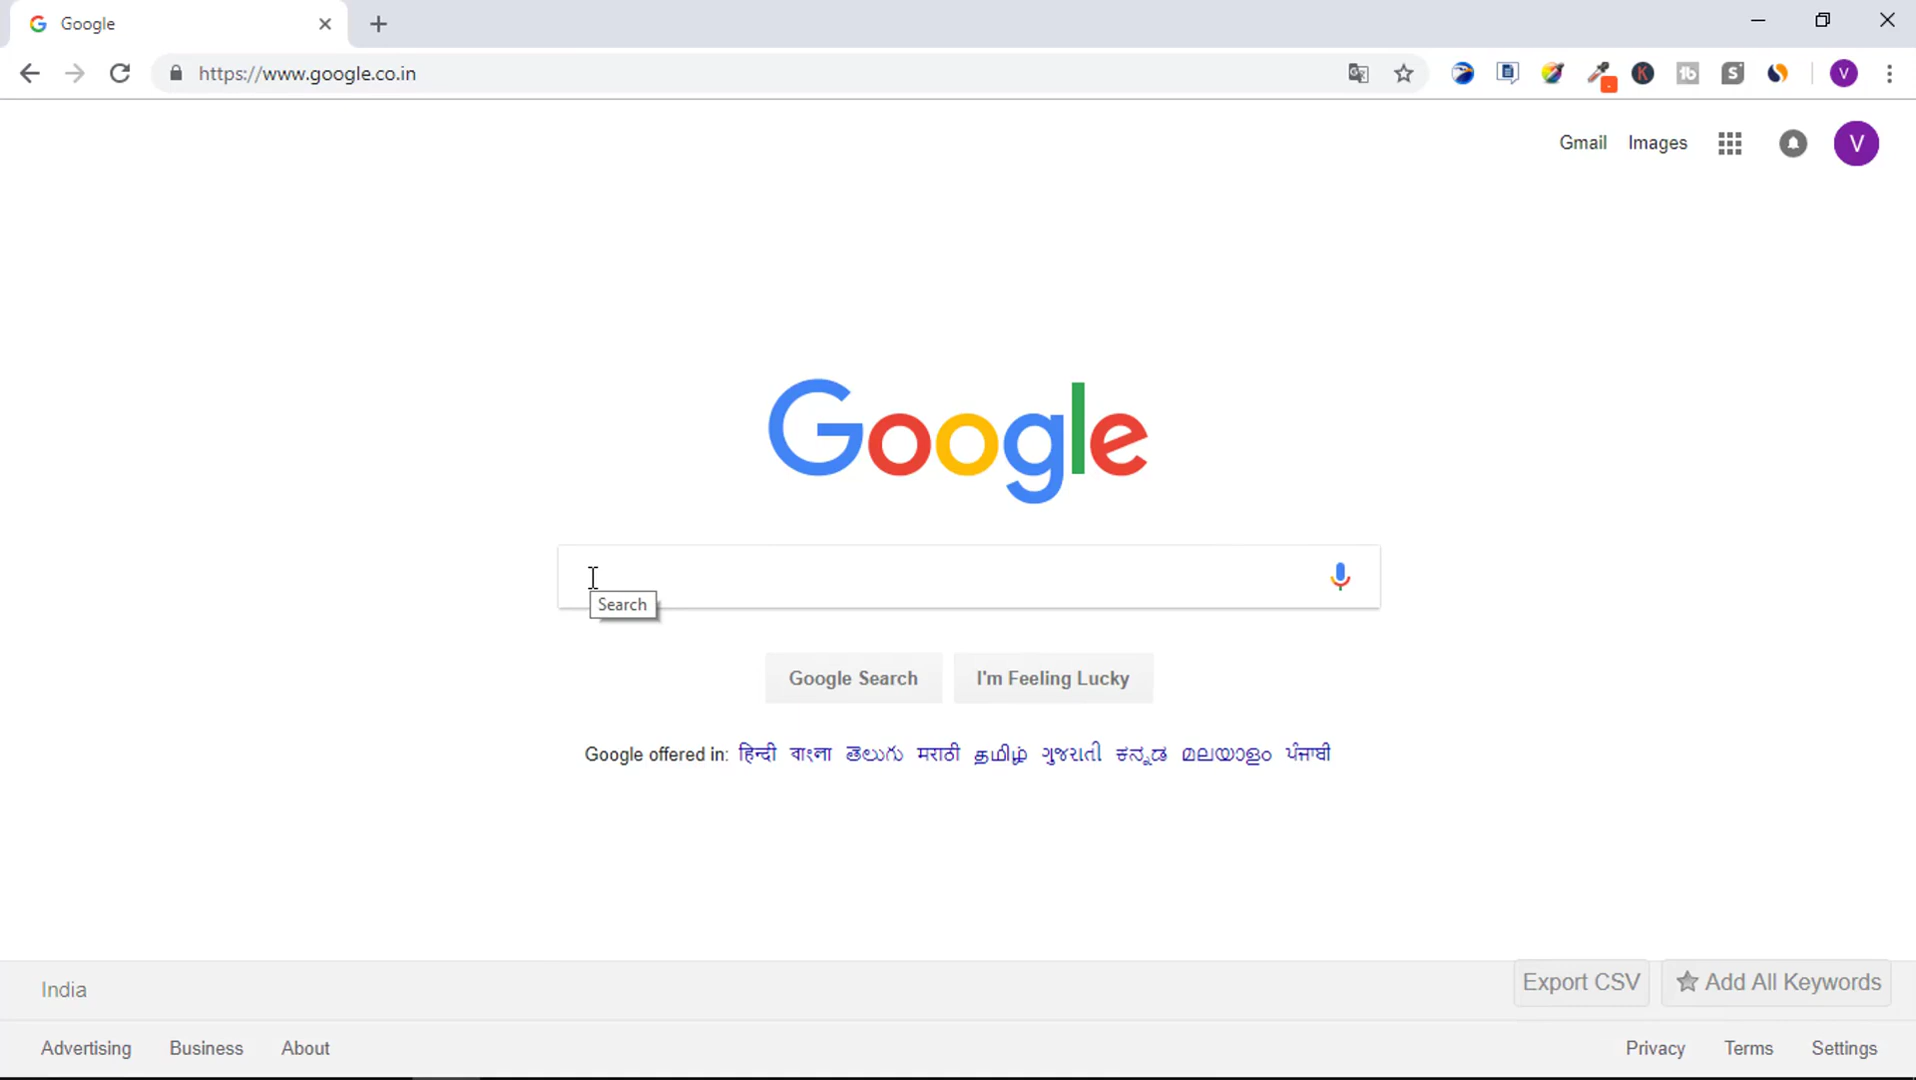 Google
https://www.google.co.in
V
Gmail Images V
Google
Search
Google Search I'm Feeling Lucky
Google offered in: हिन्दी বাংলা తెలుగు मराठी தமிழ் ગુજરાતી ಕನ್ನಡ മലയാളം ਪੰਜਾਬੀ
India Export CSV Add All Keywords
Advertising Business About Privacy Terms Settings